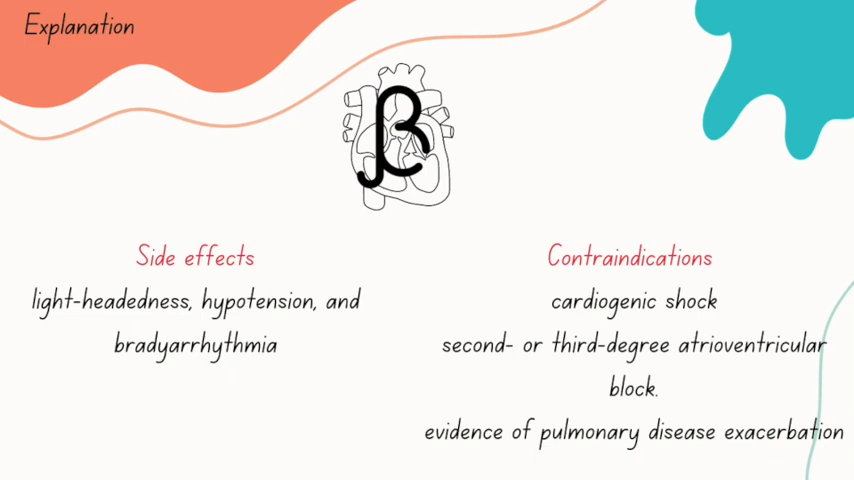 Explanation
β
Side effects
light-headedness, hypotension, and
bradyarrhythmia
Contraindications
cardiogenic shock
second- or third-degree atrioventricular
block.
evidence of pulmonary disease exacerbation